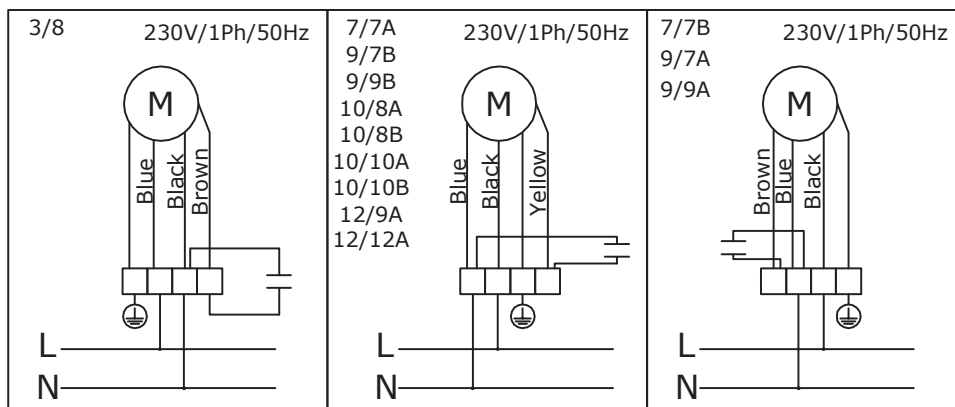 3/8
230V/1Ph/50Hz
M
Blue
Black
Brown
L
N
7/7A
9/7B
9/9B
10/8A
10/8B
10/10A
10/10B
12/9A
12/12A
230V/1Ph/50Hz
M
Blue
Black
Yellow
L
N
7/7B
9/7A
9/9A
230V/1Ph/50Hz
M
Brown
Blue
Black
L
N